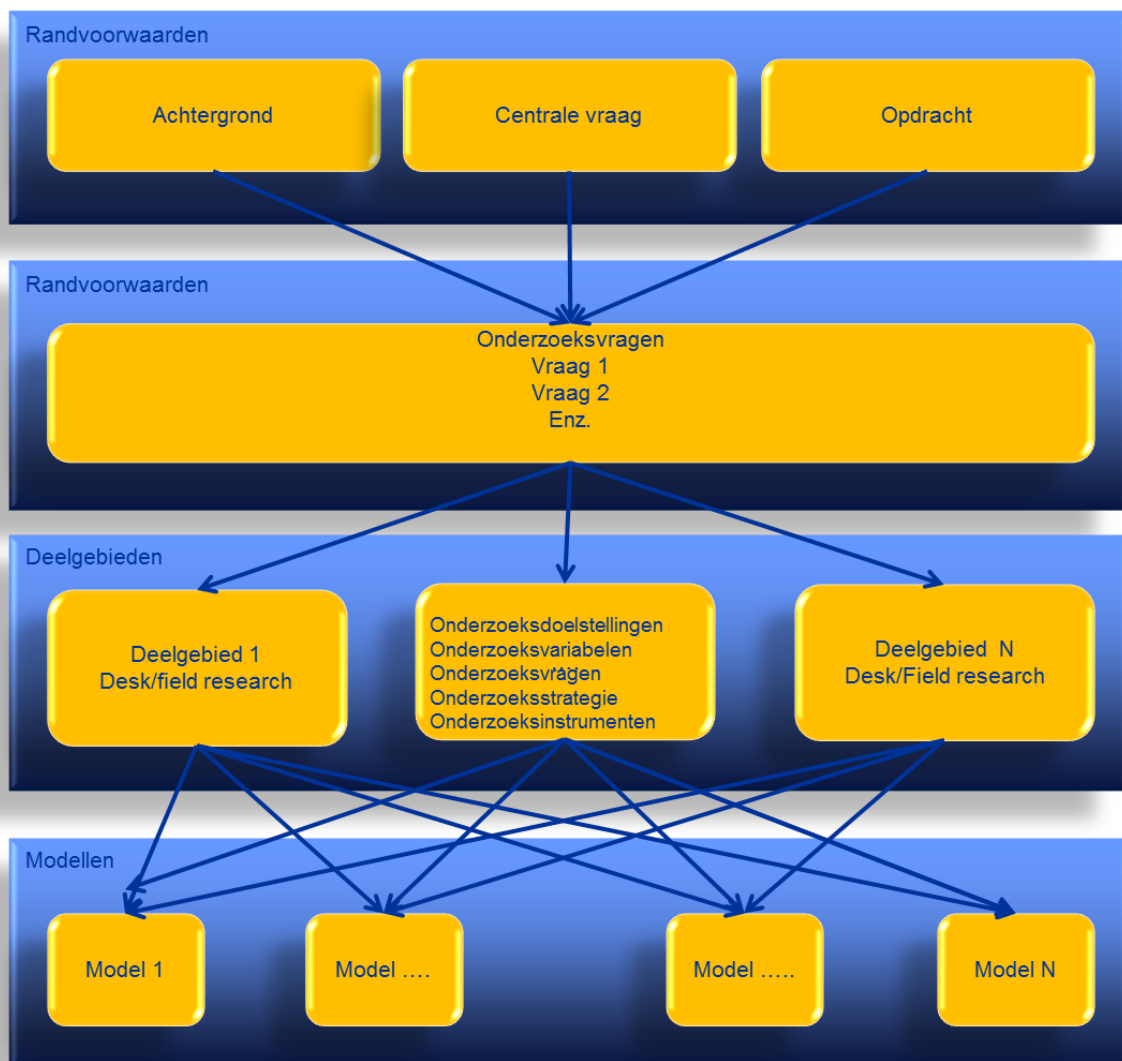 Randvoorwaarden
Achtergrond
Centrale vraag
Opdracht
Randvoorwaarden
Onderzoeksvragen
Vraag 1
Vraag 2
Enz.
Deelgebieden
Deelgebied 1
Desk/field research
Onderzoeksdoelstellingen
Onderzoeksvariabelen
Onderzoeksvragen
Onderzoeksstrategie
Onderzoeksinstrumenten
Deelgebied N
Desk/Field research
Modellen
Model 1
Model ….
Model …..
Model N